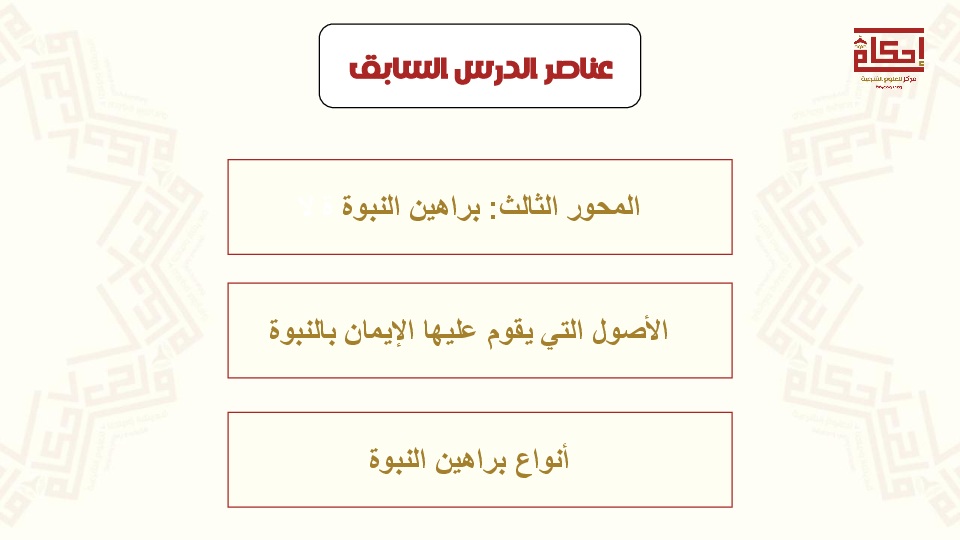 عناصر الدرس السابق
إحكام
مركز للعلوم الشرعية
المحور الثالث: براهين النبوة
الأصول التي يقوم عليها الإيمان بالنبوة
أنواع براهين النبوة